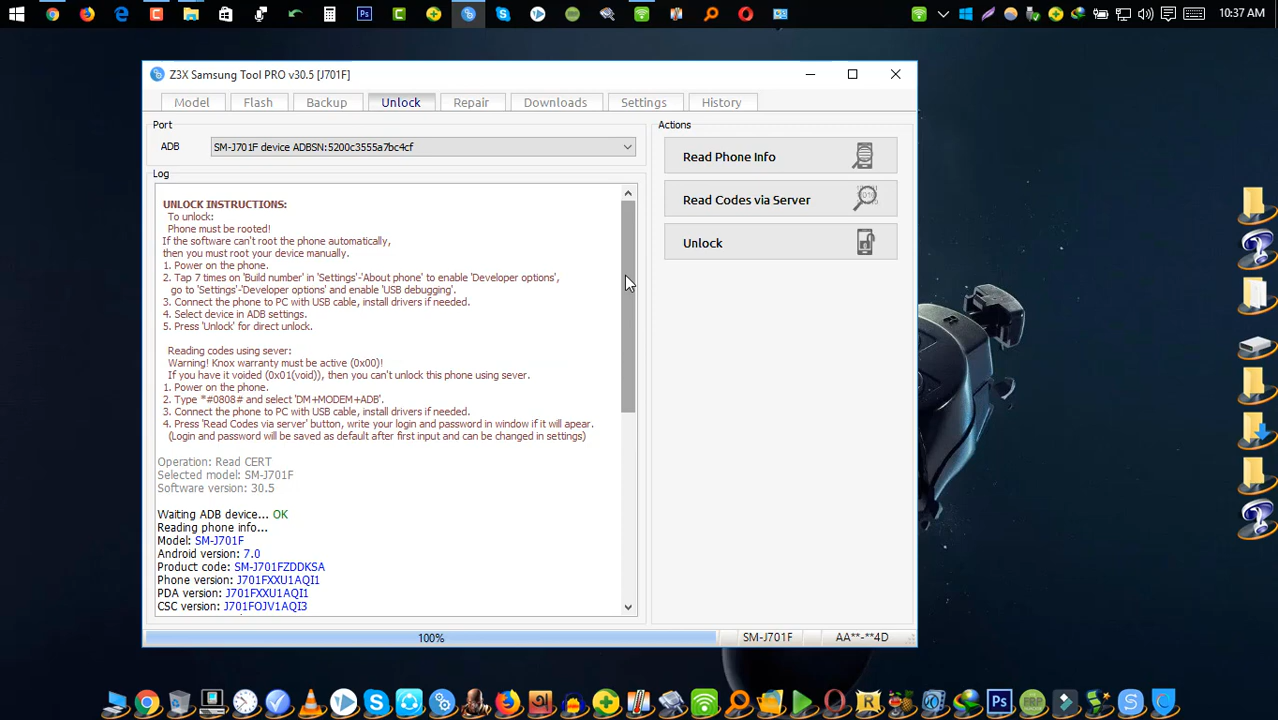 10:37 AM
Z3X Samsung Tool PRO v30.5 [J701F]
Model Flash Backup Unlock Repair Downloads Settings History
Port
ADB SM-J701F device ADBSN:5200c3555a7bc4cf
Log
UNLOCK INSTRUCTIONS:
To unlock:
Phone must be rooted!
If the software can't root the phone automatically,
then you must root your device manually.
1. Power on the phone.
2. Tap 7 times on 'Build number' in 'Settings'-'About phone' to enable 'Developer options',
go to 'Settings'-'Developer options' and enable 'USB debugging'.
3. Connect the phone to PC with USB cable, install drivers if needed.
4. Select device in ADB settings.
5. Press 'Unlock' for direct unlock.
Reading codes using sever:
Warning! Knox warranty must be active (0x00)!
If you have it voided (0x01(void)), then you can't unlock this phone using sever.
1. Power on the phone.
2. Type *#0808# and select 'DM+MODEM+ADB'.
3. Connect the phone to PC with USB cable, install drivers if needed.
4. Press 'Read Codes via server' button, write your login and password in window if it will apear.
(Login and password will be saved as default after first input and can be changed in settings)
Operation: Read CERT
Selected model: SM-J701F
Software version: 30.5
Waiting ADB device... OK
Reading phone info...
Model: SM-J701F
Android version: 7.0
Product code: SM-J701FZDDKSA
Phone version: J701FXXU1AQI1
PDA version: J701FXXU1AQI1
CSC version: J701FOJV1AQI3
Actions
Read Phone Info
Read Codes via Server
Unlock
100%
SM-J701F
AA**-**4D